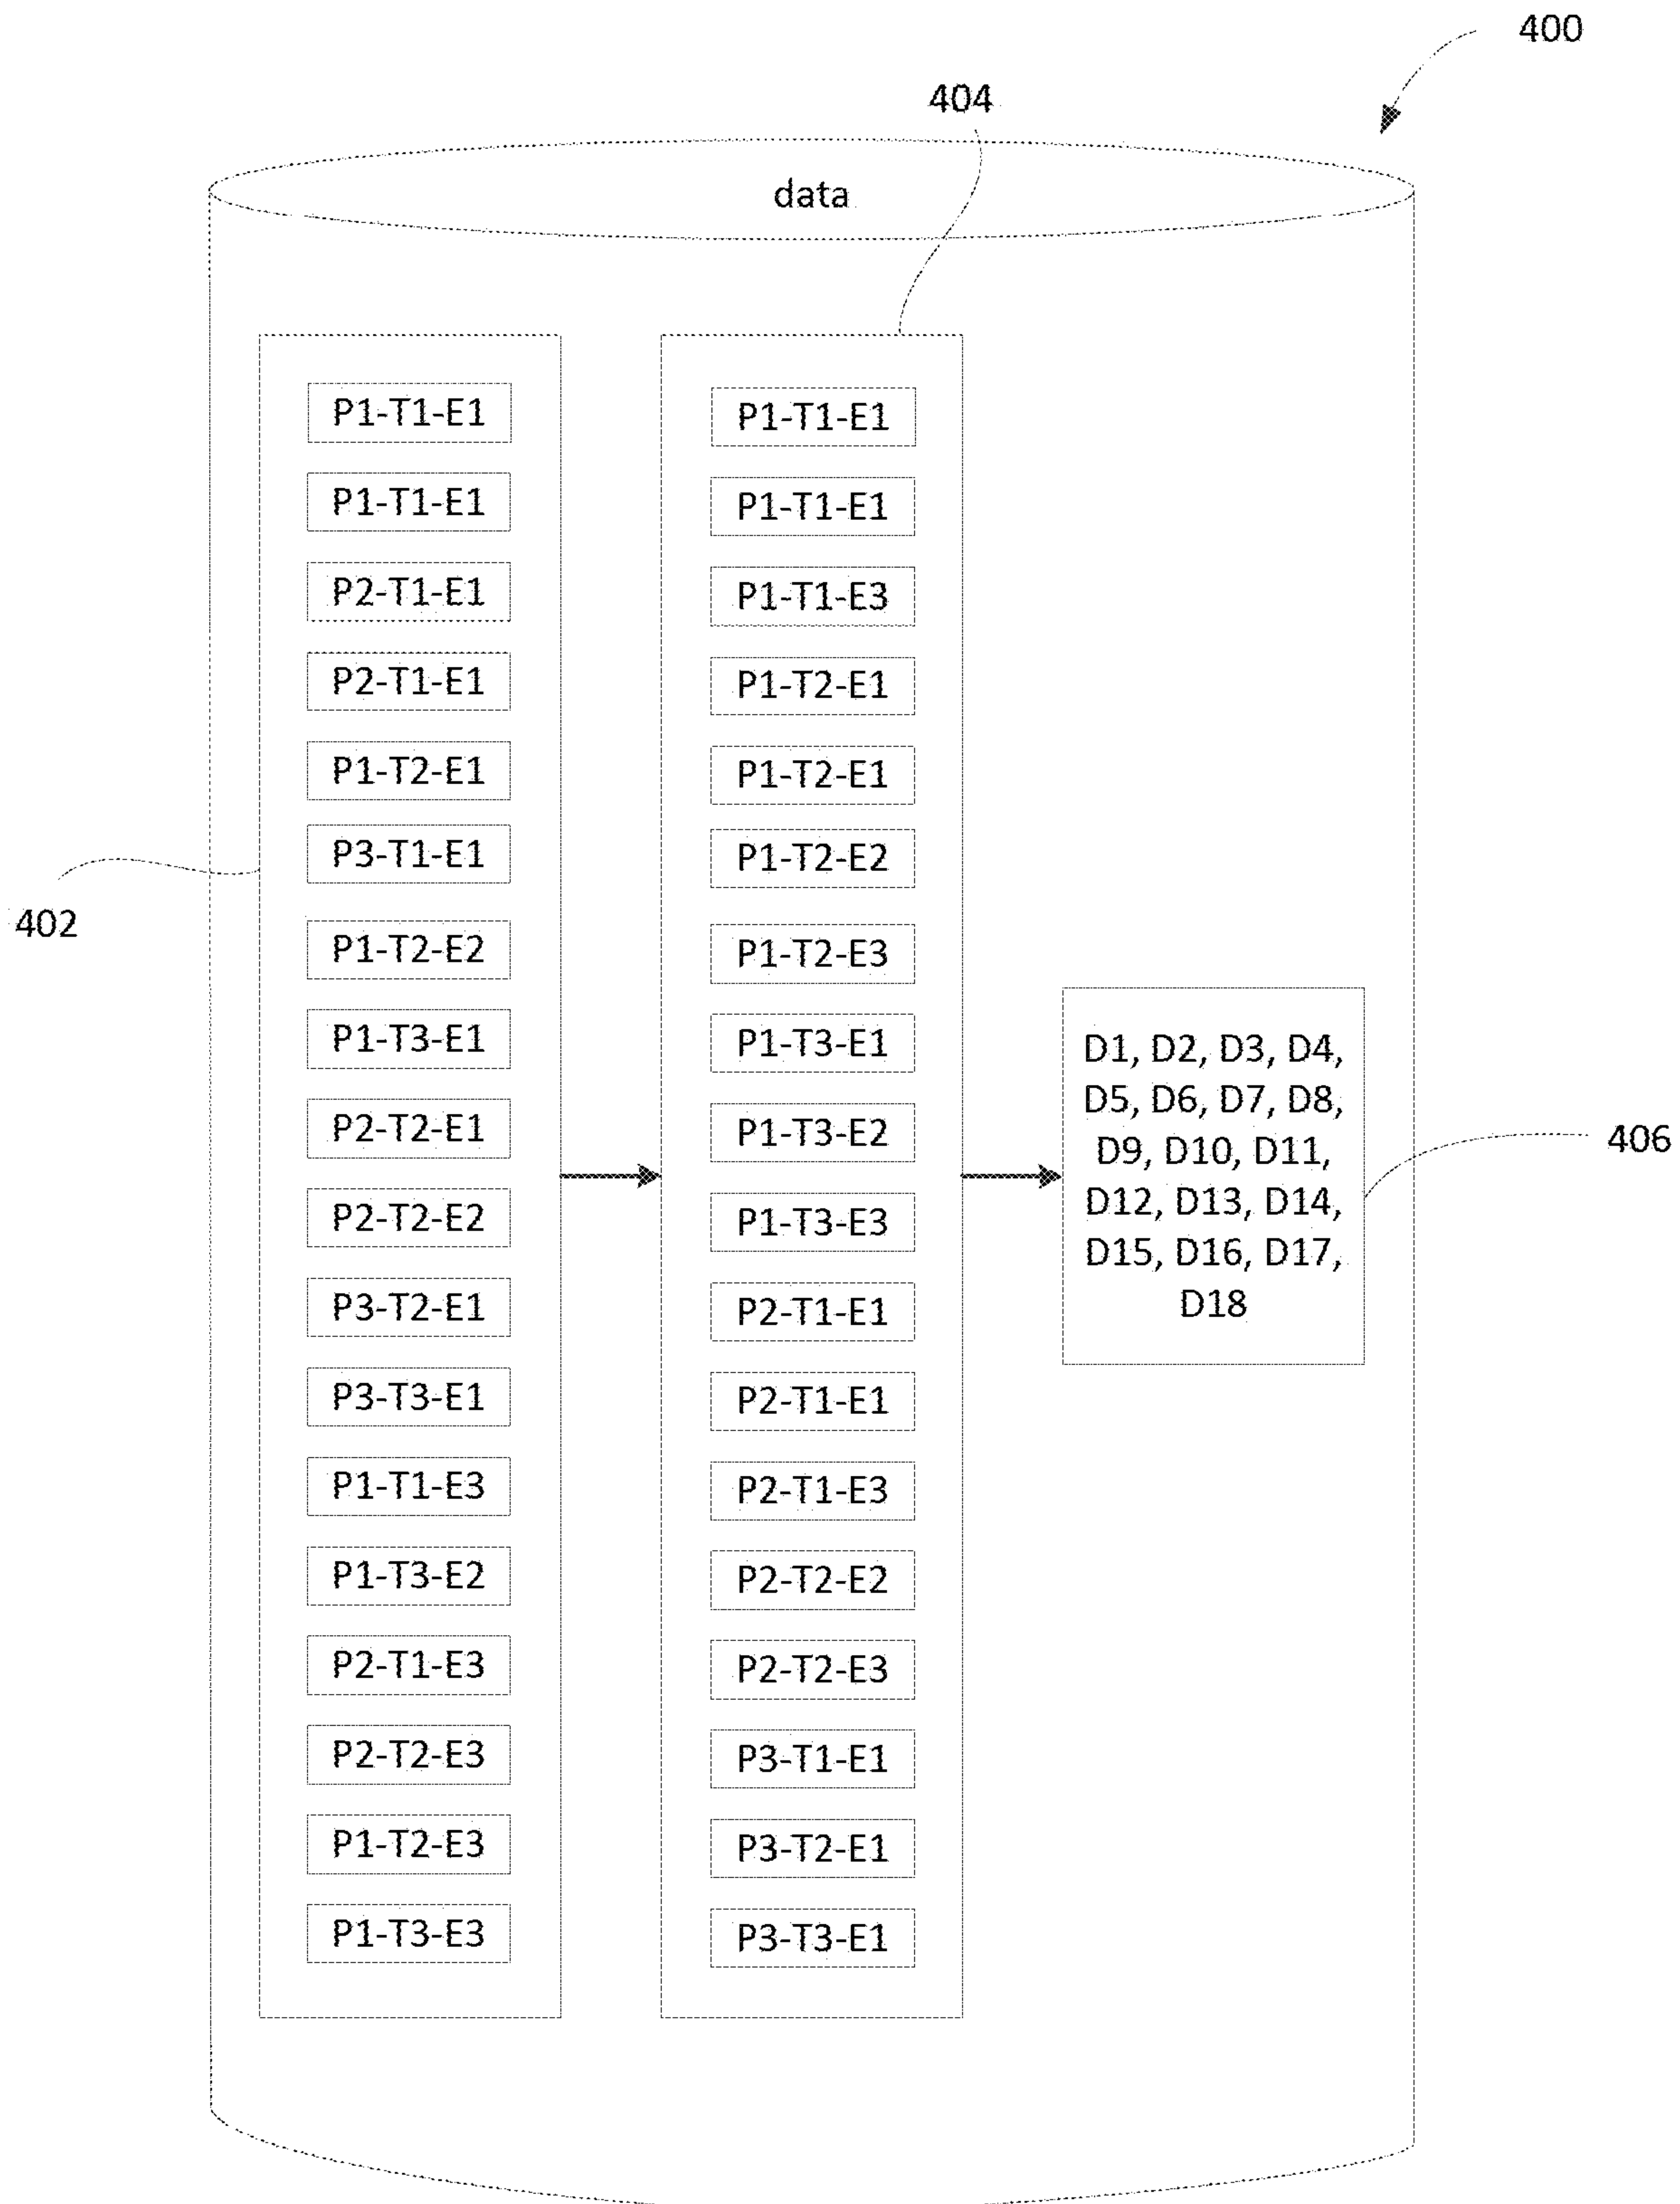 400
404
data
P1-T1-E1
P1-T1-E1
P2-T1-E1
P2-T1-E1
P1-T2-E1
P3-T1-E1
P1-T2-E2
P1-T3-E1
P2-T2-E1
P2-T2-E2
P3-T2-E1
P3-T3-E1
P1-T1-E3
P1-T3-E2
P2-T1-E3
P2-T2-E3
P1-T2-E3
P1-T3-E3
402
P1-T1-E1
P1-T1-E1
P1-T1-E3
P1-T2-E1
P1-T2-E1
P1-T2-E2
P1-T2-E3
P1-T3-E1
P1-T3-E2
P1-T3-E3
P2-T1-E1
P2-T1-E1
P2-T1-E3
P2-T2-E2
P2-T2-E3
P3-T1-E1
P3-T2-E1
P3-T3-E1
D1, D2, D3, D4,
D5, D6, D7, D8,
D9, D10, D11,
D12, D13, D14,
D15, D16, D17,
D18
406